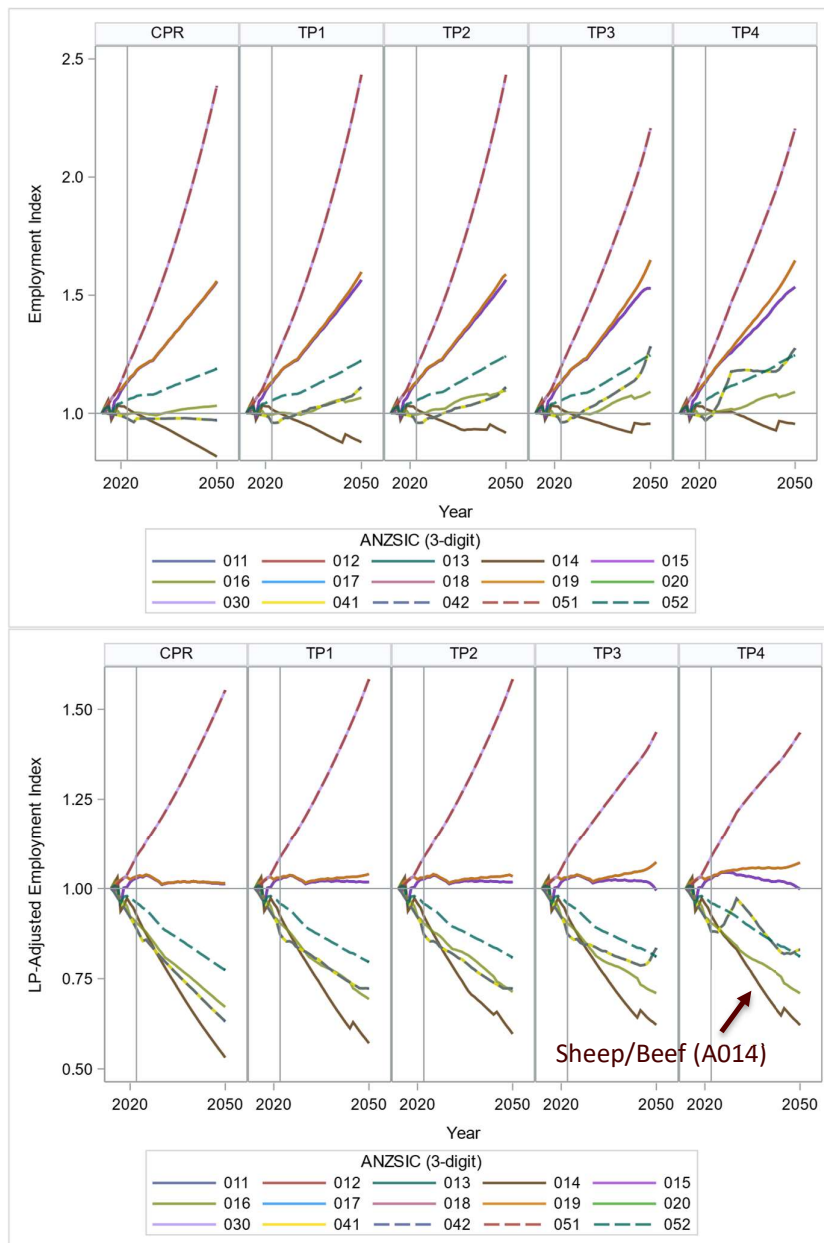 CPR TP1 TP2 TP3 TP4
2.5
2.0
1.5
1.0
Employment Index
2020 2050 2020 2050 2020 2050 2020 2050 2020 2050
Year
ANZSIC (3-digit)
011 012 013 014 015
016 017 018 019 020
030 041 042 051 052
CPR TP1 TP2 TP3 TP4
1.50
1.25
1.00
0.75
0.50
LP-Adjusted Employment Index
Sheep/Beef (A014)
2020 2050 2020 2050 2020 2050 2020 2050 2020 2050
Year
ANZSIC (3-digit)
011 012 013 014 015
016 017 018 019 020
030 041 042 051 052